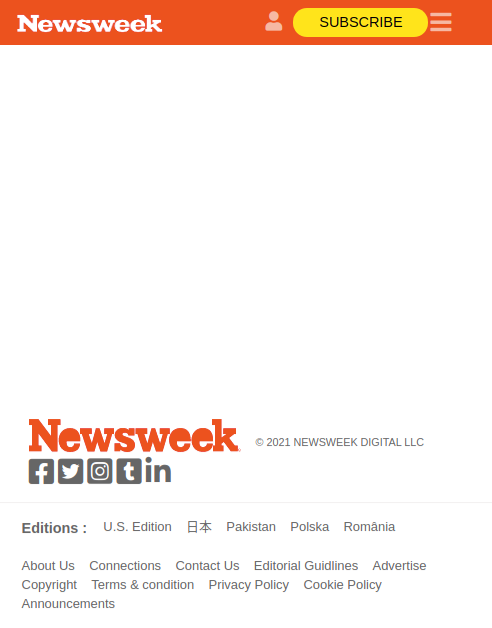 Newsweek SUBSCRIBE
Newsweek © 2021 NEWSWEEK DIGITAL LLC
Editions : U.S. Edition 日本 Pakistan Polska România
About Us Connections Contact Us Editorial Guidlines Advertise
Copyright Terms & condition Privacy Policy Cookie Policy
Announcements